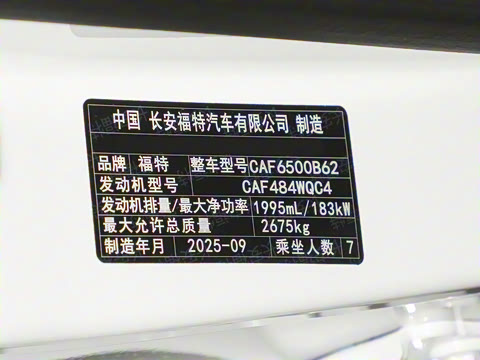 中国 长安福特汽车有限公司 制造
品牌 福特 整车型号 CAF6500B62
发动机型号 CAF484WQC4
发动机排量/最大净功率 1995mL/183kW
最大允许总质量 2675kg
制造年月 2025-09 乘坐人数 7